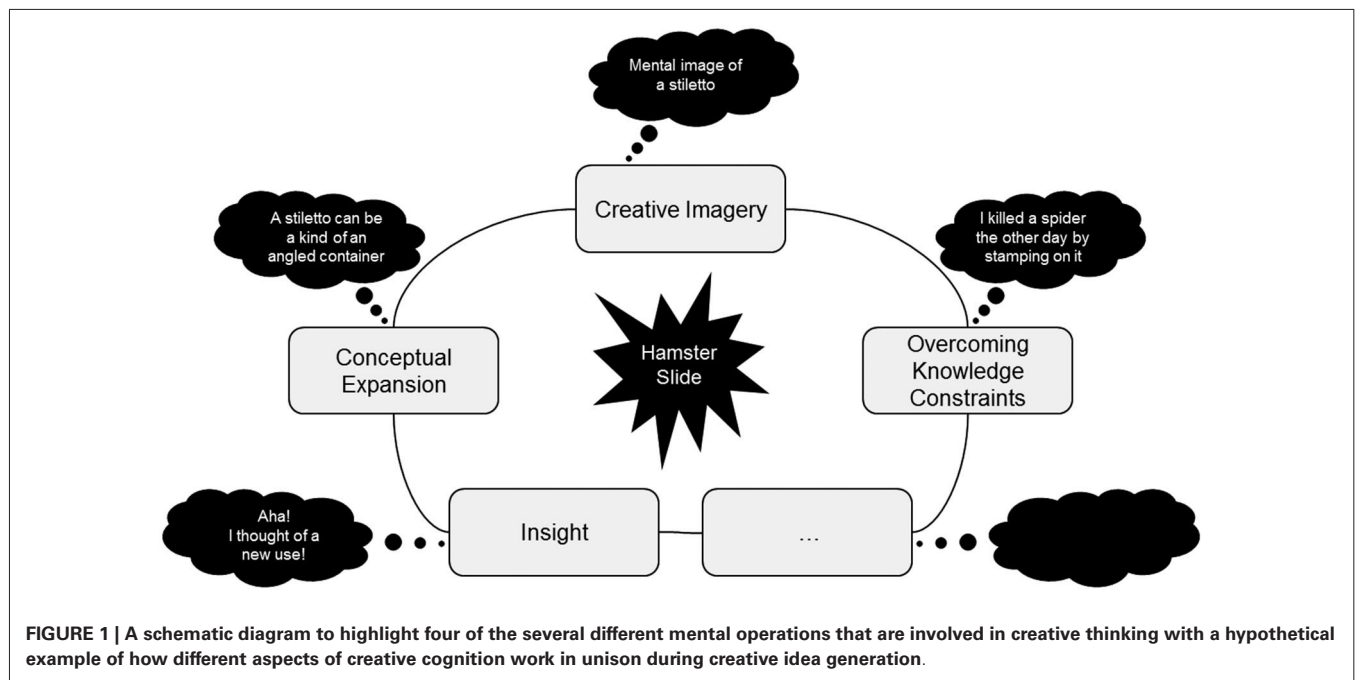 Mental image of
a stiletto
Creative Imagery
A stiletto can be
a kind of an
angled container
I killed a spider
the other day by
stamping on it
Conceptual
Expansion
Hamster
Slide
Overcoming
Knowledge
Constraints
Aha!
I thought of a
new use!
Insight
...
FIGURE 1 | A schematic diagram to highlight four of the several different mental operations that are involved in creative thinking with a hypothetical
example of how different aspects of creative cognition work in unison during creative idea generation.